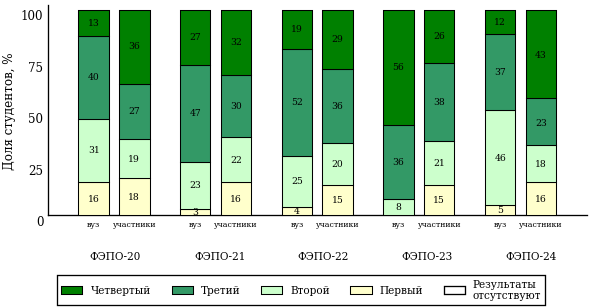 Доля студентов, %
100
75
50
25
0
13 36 27 32 19 29 56 26 12 43
40 27 47 30 52 36 36 38 37 23
31 19 23 22 25 20 8 21 46 18
16 18 3 16 4 15 15 5 16
вуз участники вуз участники вуз участники вуз участники вуз участники
ФЭПО-20 ФЭПО-21 ФЭПО-22 ФЭПО-23 ФЭПО-24
Четвертый Третий Второй Первый Результаты
отсутствуют